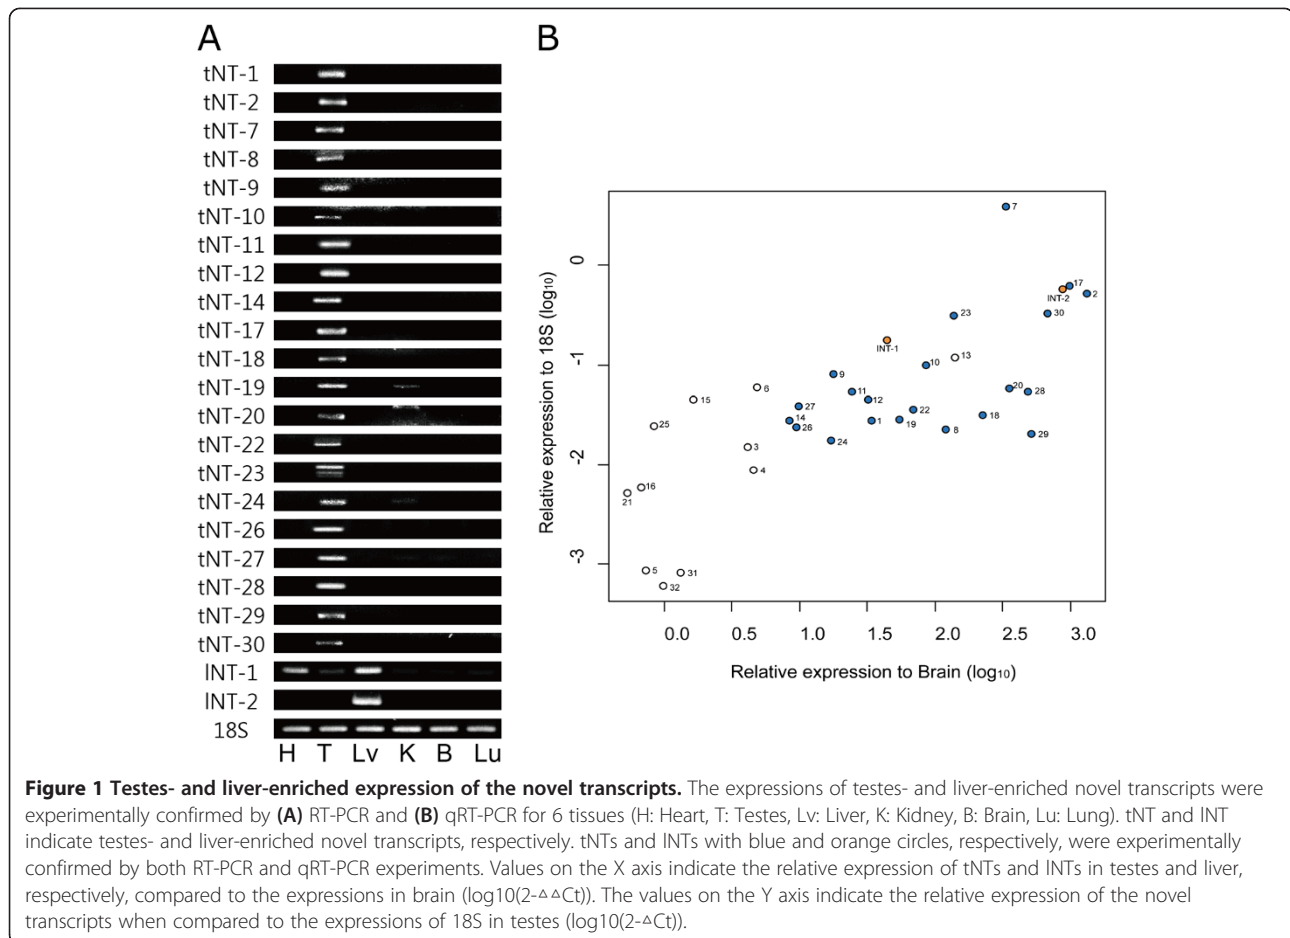 A
tNT-1
tNT-2
tNT-7
tNT-8
tNT-9
tNT-10
tNT-11
tNT-12
tNT-14
tNT-17
tNT-18
tNT-19
tNT-20
tNT-22
tNT-23
tNT-24
tNT-26
tNT-27
tNT-28
tNT-29
tNT-30
lNT-1
lNT-2
18S
H T Lv K B Lu
B
Relative expression to 18S (log10)
0
-1
-2
-3
7
17
lNT-2
2
30
23
lNT-1
13
10
9
20
28
6
11
15
12
27
22
18
14
1
19
25
26
8
29
24
3
4
16
21
5
31
32
0.0 0.5 1.0 1.5 2.0 2.5 3.0
Relative expression to Brain (log10)
Figure 1 Testes- and liver-enriched expression of the novel transcripts. The expressions of testes- and liver-enriched novel transcripts were
experimentally confirmed by (A) RT-PCR and (B) qRT-PCR for 6 tissues (H: Heart, T: Testes, Lv: Liver, K: Kidney, B: Brain, Lu: Lung). tNT and lNT
indicate testes- and liver-enriched novel transcripts, respectively. tNTs and lNTs with blue and orange circles, respectively, were experimentally
confirmed by both RT-PCR and qRT-PCR experiments. Values on the X axis indicate the relative expression of tNTs and lNTs in testes and liver,
respectively, compared to the expressions in brain (log10(2-△△Ct)). The values on the Y axis indicate the relative expression of the novel
transcripts when compared to the expressions of 18S in testes (log10(2-△Ct)).